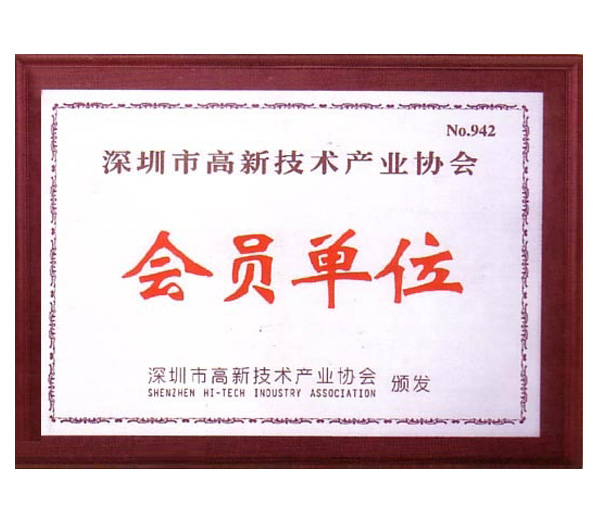 No.942
深圳市高新技术产业协会
会员单位
深圳市高新技术产业协会 颁发
SHENZHEN HI-TECH INDUSTRY ASSOCIATION